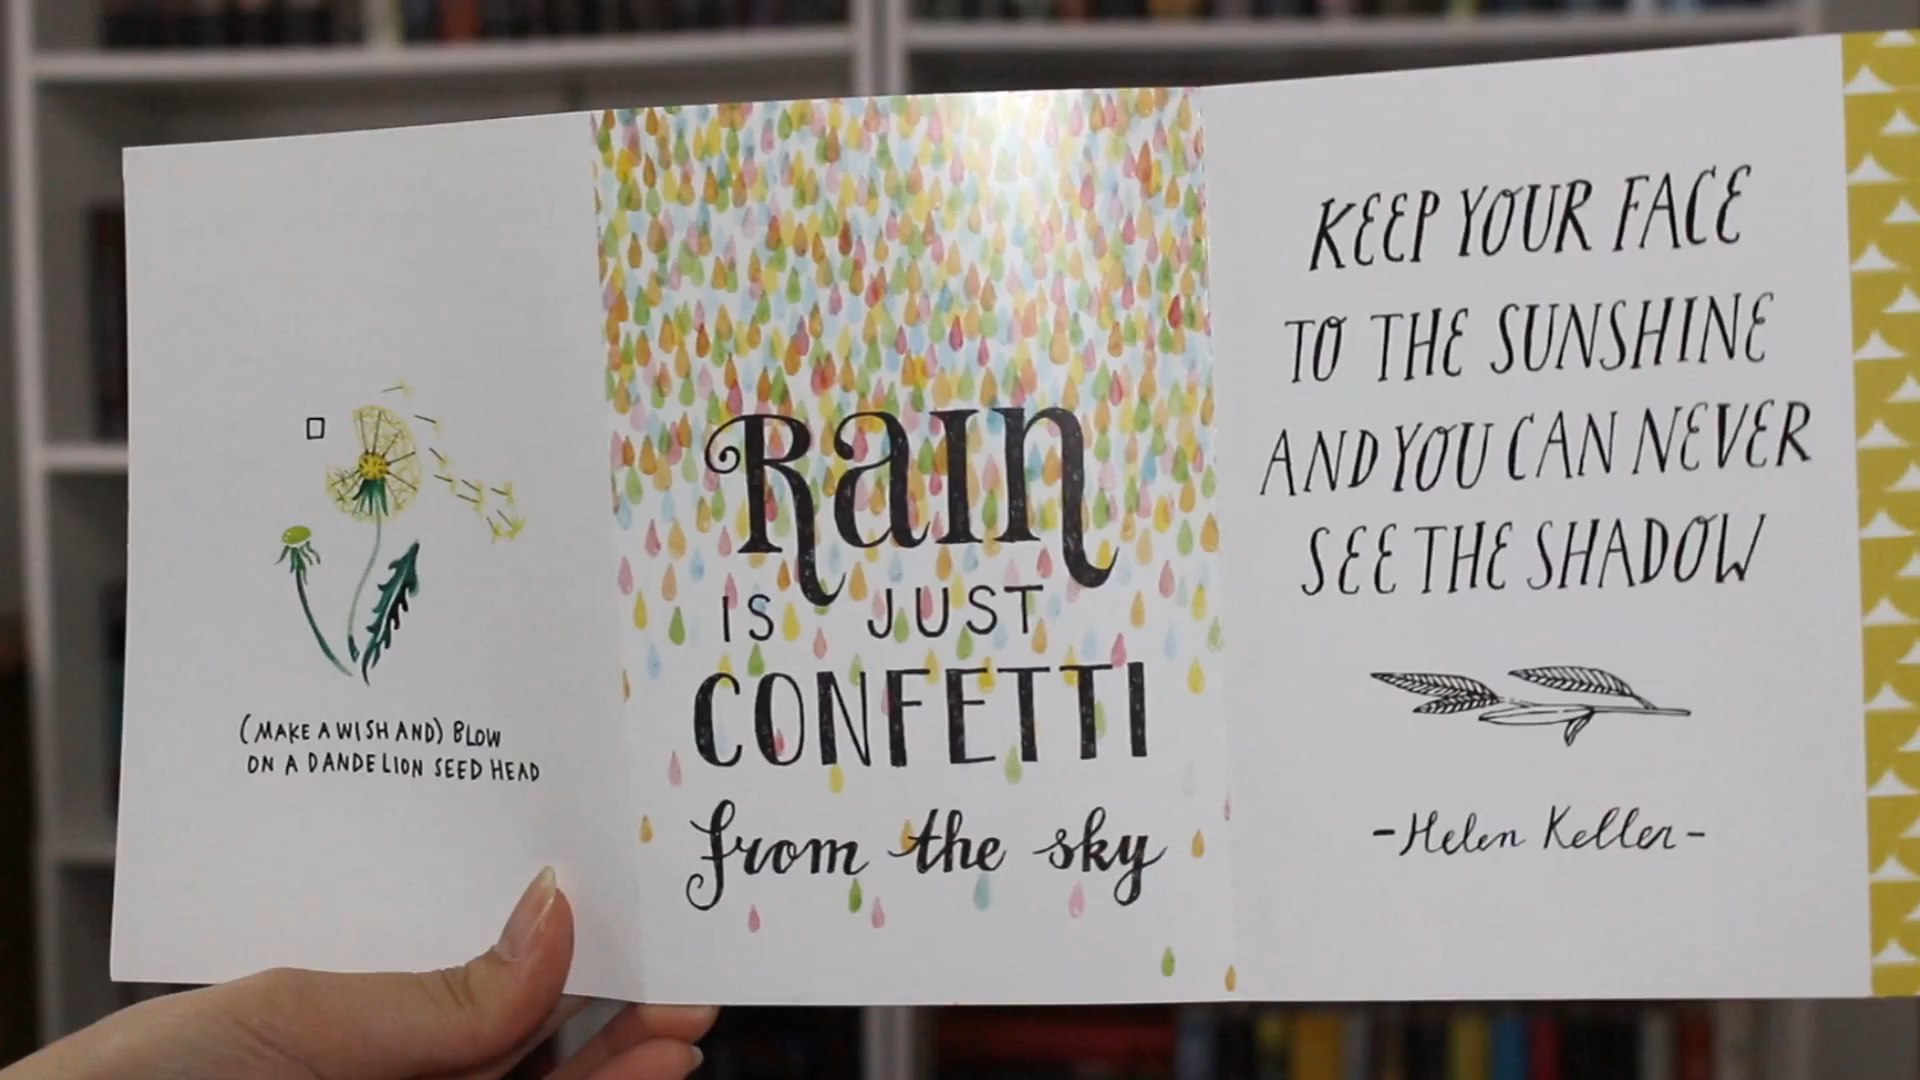 (MAKE A WISH AND) BLOW
ON A DANDELION SEED HEAD
RAIN
IS JUST
CONFETTI
from the sky
KEEP YOUR FACE
TO THE SUNSHINE
AND YOU CAN NEVER
SEE THE SHADOW
-Helen Keller-